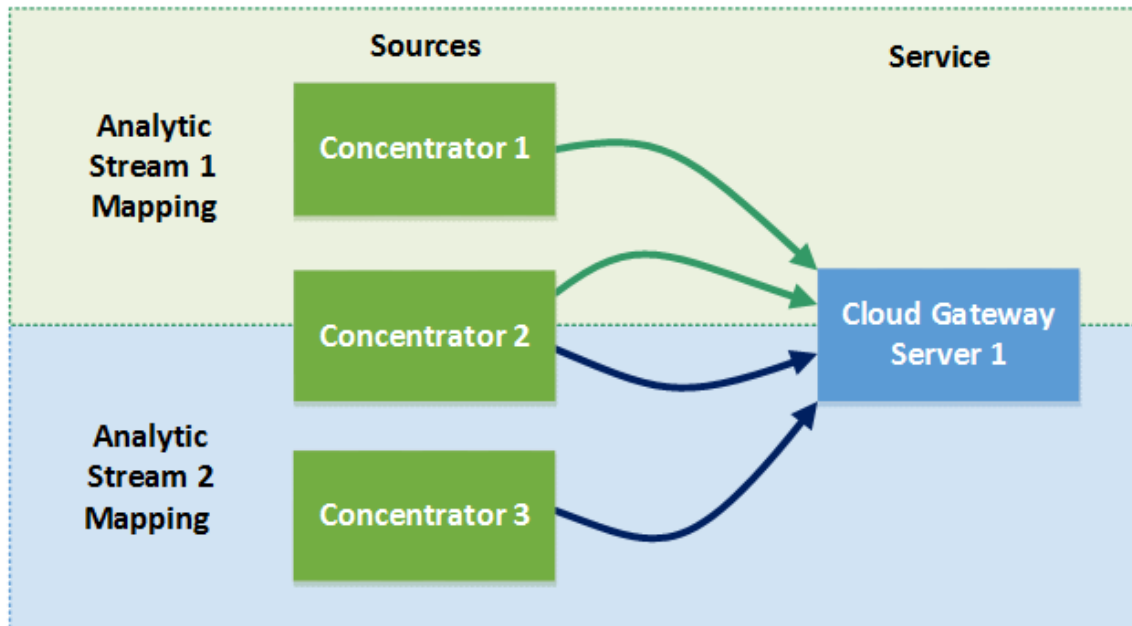 Sources
Service
Analytic
Stream 1
Mapping
Concentrator 1
Concentrator 2
Cloud Gateway
Server 1
Analytic
Stream 2
Mapping
Concentrator 3